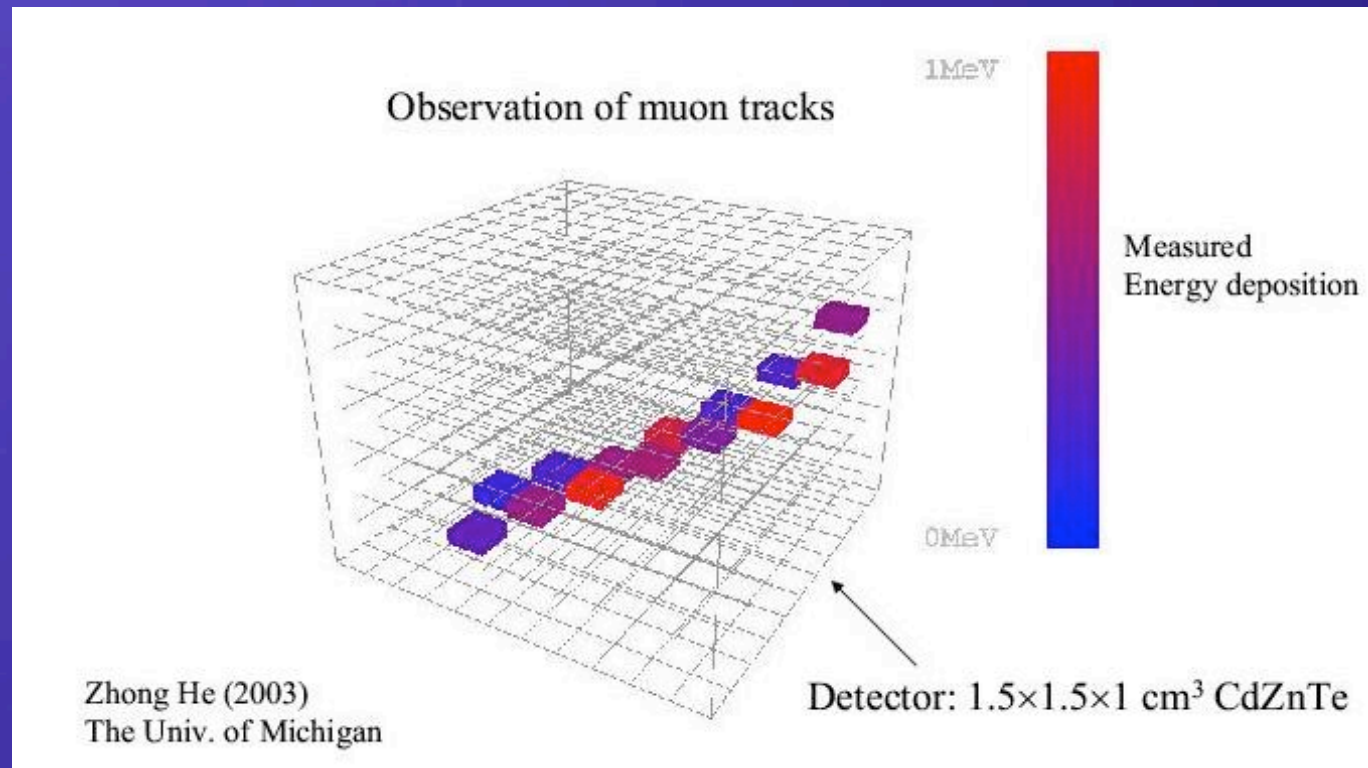 1MeV
Observation of muon tracks
Measured
Energy deposition
0MeV
Zhong He (2003)
The Univ. of Michigan
Detector: 1.5×1.5×1 cm³ CdZnTe